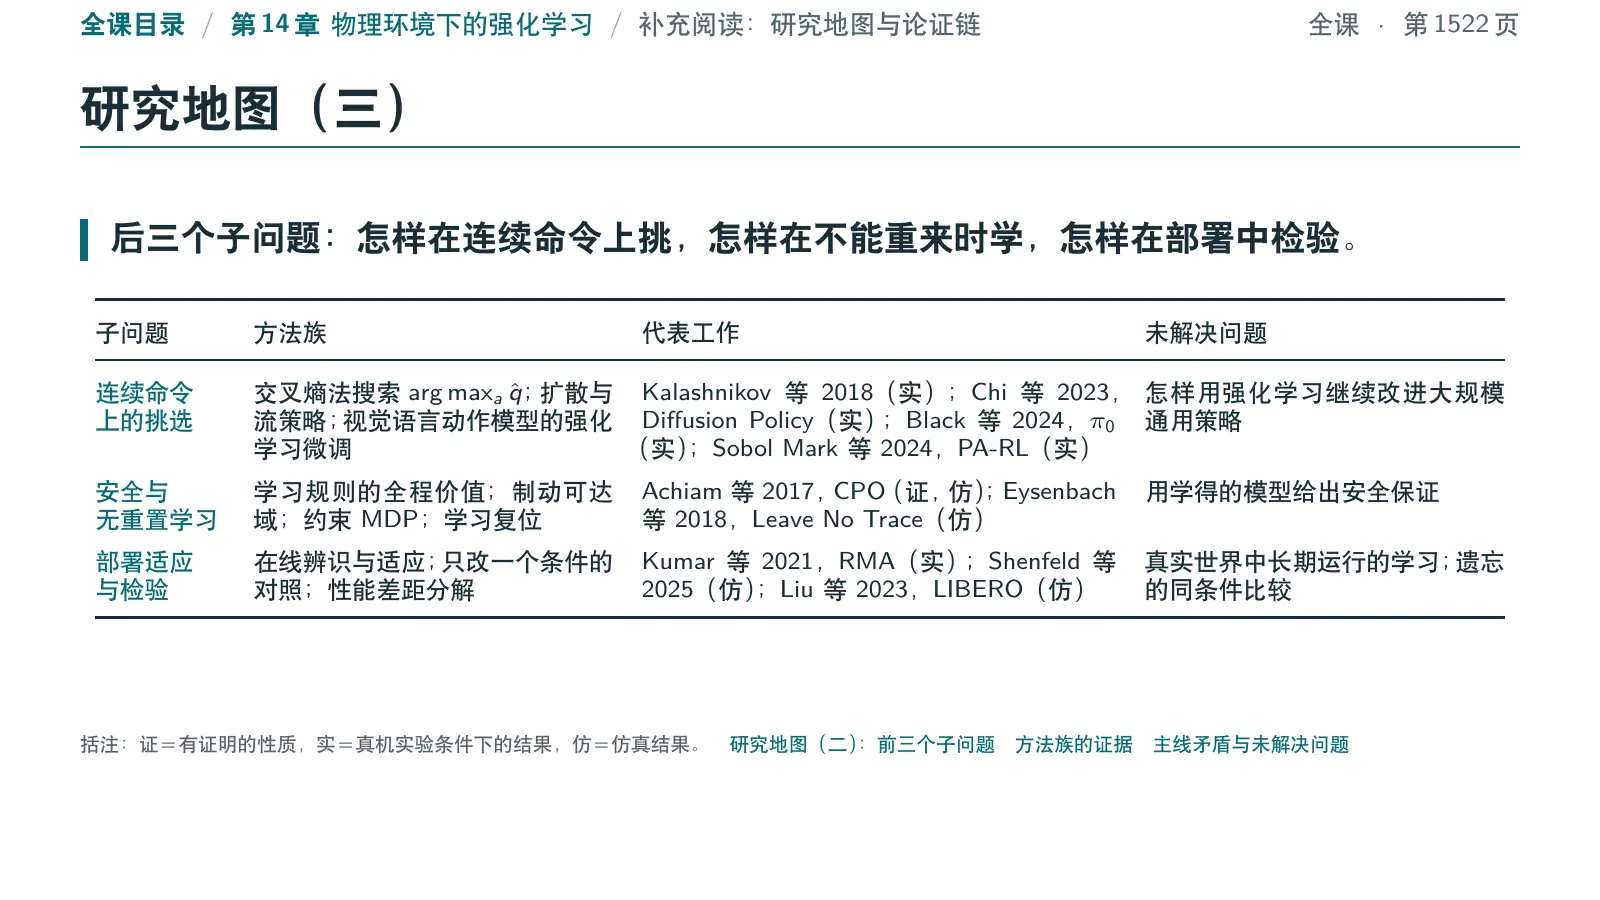 全课目录 / 第 14 章 物理环境下的强化学习 / 补充阅读：研究地图与论证链
全课 · 第 1522 页
研究地图（三）
后三个子问题：怎样在连续命令上挑，怎样在不能重来时学，怎样在部署中检验。
子问题 方法族 代表工作 未解决问题
连续命令
上的挑选
交叉熵法搜索 arg maxₐ q̂；扩散与
流策略；视觉语言动作模型的强化
学习微调
Kalashnikov 等 2018（实）；Chi 等 2023，
Diffusion Policy（实）；Black 等 2024，π₀
（实）；Sobol Mark 等 2024，PA-RL（实）
怎样用强化学习继续改进大规模
通用策略
安全与
无重置学习
学习规则的全程价值；制动可达
域；约束 MDP；学习复位
Achiam 等 2017，CPO（证，仿）；Eysenbach
等 2018，Leave No Trace（仿）
用学得的模型给出安全保证
部署适应
与检验
在线辨识与适应；只改一个条件的
对照；性能差距分解
Kumar 等 2021，RMA（实）；Shenfeld 等
2025（仿）；Liu 等 2023，LIBERO（仿）
真实世界中长期运行的学习；遗忘
的同条件比较
括注：证＝有证明的性质，实＝真机实验条件下的结果，仿＝仿真结果。 研究地图（二）：前三个子问题 方法族的证据 主线矛盾与未解决问题